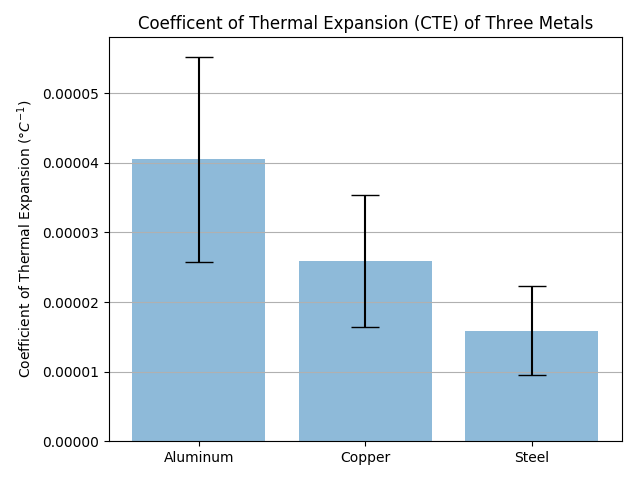 Coefficent of Thermal Expansion (CTE) of Three Metals
Coefficient of Thermal Expansion (°C⁻¹)
0.00005
0.00004
0.00003
0.00002
0.00001
0.00000
Aluminum Copper Steel